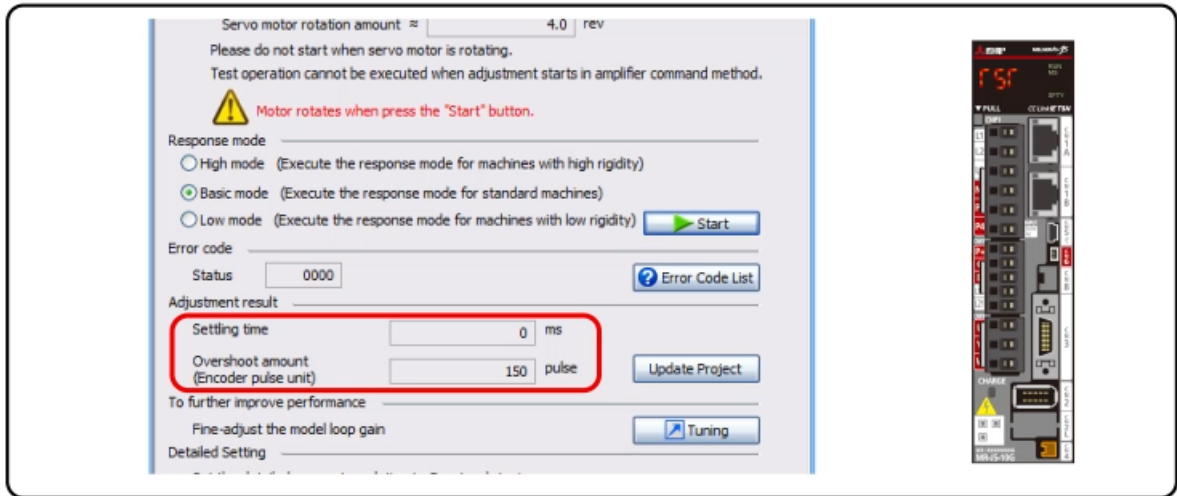 Servo motor rotation amount ≈ 4.0 rev
Please do not start when servo motor is rotating.
Test operation cannot be executed when adjustment starts in amplifier command method.
Motor rotates when press the "Start" button.
Response mode
High mode (Execute the response mode for machines with high rigidity)
Basic mode (Execute the response mode for standard machines)
Low mode (Execute the response mode for machines with low rigidity)
Start
Error code
Status 0000
Error Code List
Adjustment result
Settling time 0 ms
Overshoot amount
(Encoder pulse unit) 150 pulse
Update Project
To further improve performance
Fine-adjust the model loop gain
Tuning
Detailed Setting
PULL
CHARGE
MR-J5-10G